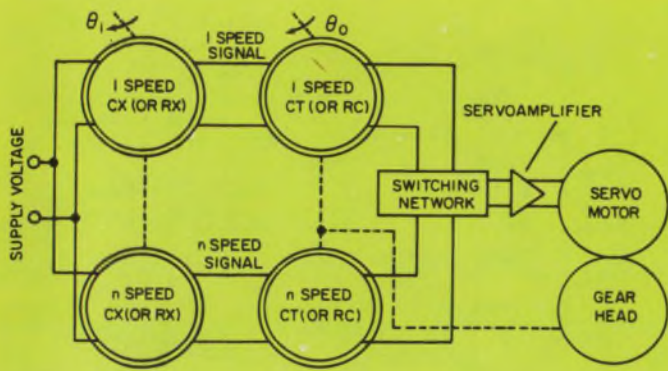 θ₁
θ₀
1 SPEED
SIGNAL
1 SPEED
CX (OR RX)
1 SPEED
CT (OR RC)
SUPPLY VOLTAGE
SERVOAMPLIFIER
SWITCHING
NETWORK
SERVO
MOTOR
n SPEED
SIGNAL
n SPEED
CX (OR RX)
n SPEED
CT (OR RC)
GEAR
HEAD